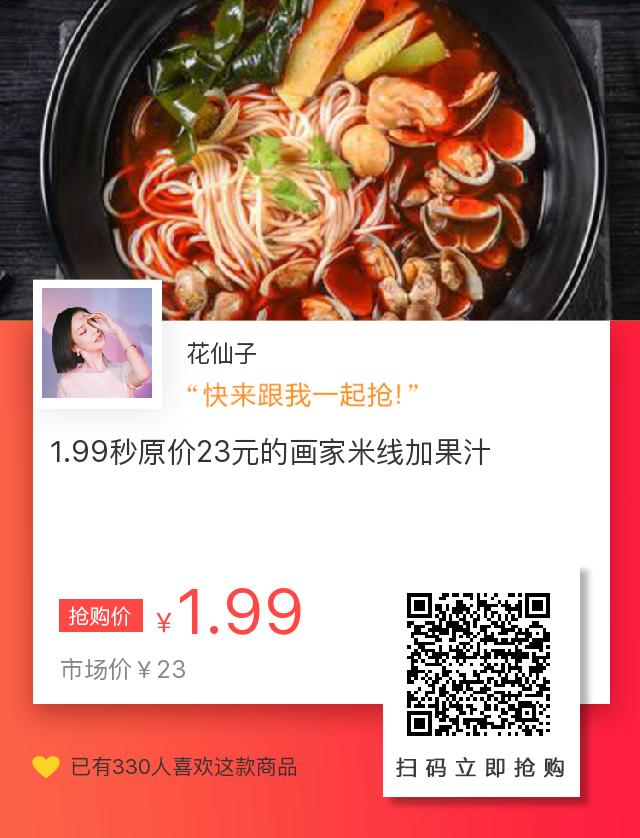 花仙子
“快来跟我一起抢!”
1.99秒原价23元的画家米线加果汁
抢购价 ¥1.99
市场价¥23
已有330人喜欢这款商品
扫码立即抢购